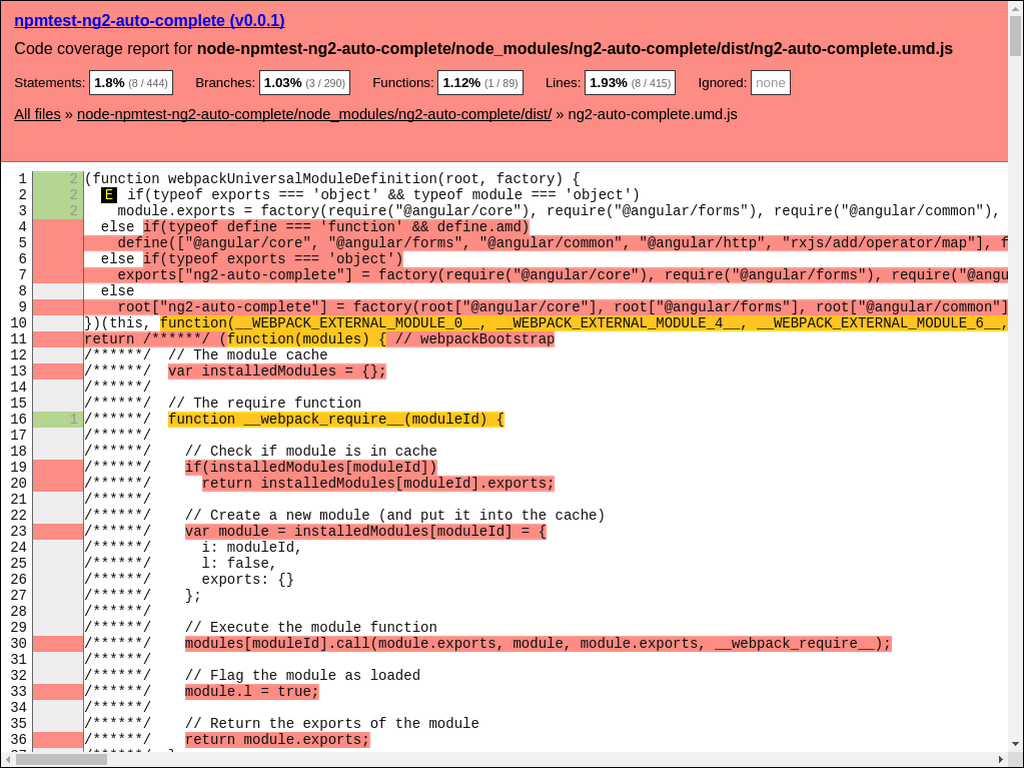 npmtest-ng2-auto-complete (v0.0.1)
Code coverage report for node-npmtest-ng2-auto-complete/node_modules/ng2-auto-complete/dist/ng2-auto-complete.umd.js
Statements: 1.8% (8 / 444) Branches: 1.03% (3 / 290) Functions: 1.12% (1 / 89) Lines: 1.93% (8 / 415) Ignored: none
All files » node-npmtest-ng2-auto-complete/node_modules/ng2-auto-complete/dist/ » ng2-auto-complete.umd.js
1 2 (function webpackUniversalModuleDefinition(root, factory) {
2 2 E if(typeof exports === 'object' && typeof module === 'object')
3 2 module.exports = factory(require("@angular/core"), require("@angular/forms"), require("@angular/common"),
4 else if(typeof define === 'function' && define.amd)
5 define(["@angular/core", "@angular/forms", "@angular/common", "@angular/http", "rxjs/add/operator/map"], f
6 else if(typeof exports === 'object')
7 exports["ng2-auto-complete"] = factory(require("@angular/core"), require("@angular/forms"), require("@angu
8 else
9 root["ng2-auto-complete"] = factory(root["@angular/core"], root["@angular/forms"], root["@angular/common"]
10 })(this, function(__WEBPACK_EXTERNAL_MODULE_0__, __WEBPACK_EXTERNAL_MODULE_4__, __WEBPACK_EXTERNAL_MODULE_6__,
11 return /******/ (function(modules) { // webpackBootstrap
12 /******/ // The module cache
13 /******/ var installedModules = {};
14 /******/
15 /******/ // The require function
16 1 /******/ function __webpack_require__(moduleId) {
17 /******/
18 /******/ // Check if module is in cache
19 /******/ if(installedModules[moduleId])
20 /******/ return installedModules[moduleId].exports;
21 /******/
22 /******/ // Create a new module (and put it into the cache)
23 /******/ var module = installedModules[moduleId] = {
24 /******/ i: moduleId,
25 /******/ l: false,
26 /******/ exports: {}
27 /******/ };
28 /******/
29 /******/ // Execute the module function
30 /******/ modules[moduleId].call(module.exports, module, module.exports, __webpack_require__);
31 /******/
32 /******/ // Flag the module as loaded
33 /******/ module.l = true;
34 /******/
35 /******/ // Return the exports of the module
36 /******/ return module.exports;